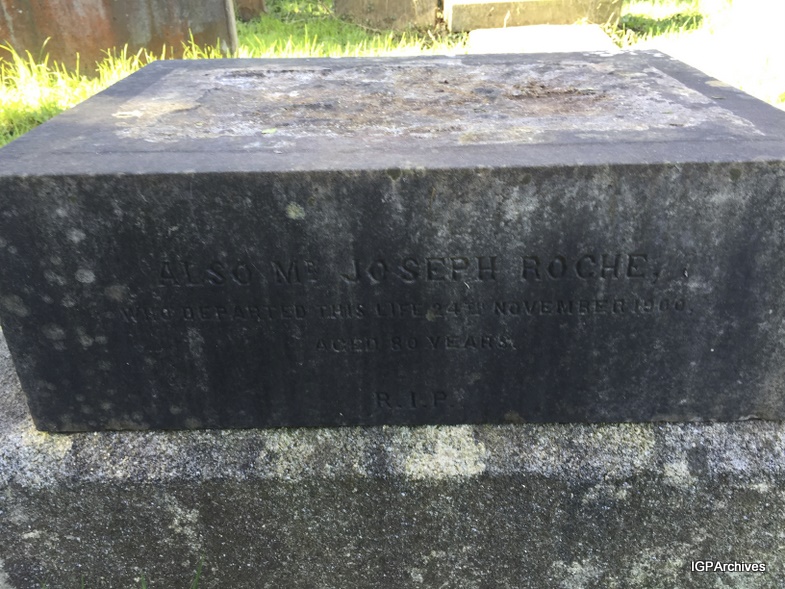 ALSO Mr JOSEPH ROCHE,
WHO DEPARTED THIS LIFE 24TH NOVEMBER 1900.
AGED 80 YEARS.
R.I.P.
IGPArchives